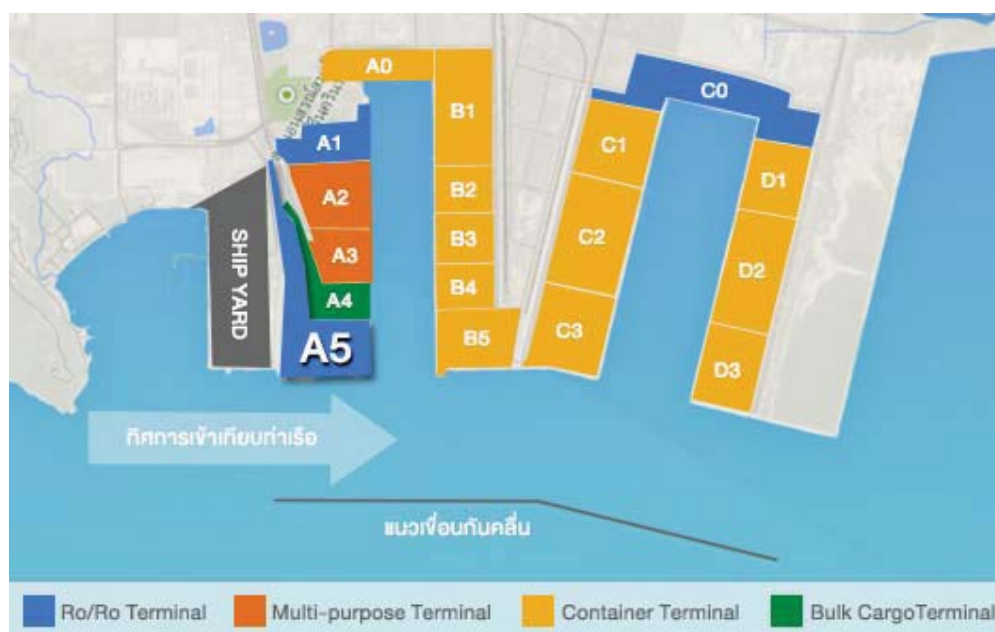 A0
B1
C0
A1
C1
A2
B2
D1
SHIP YARD
A3
B3
C2
A4
B4
D2
A5
B5
C3
D3
ทิศการเข้าเทียบท่าเรือ
แนวเขื่อนกันคลื่น
Ro/Ro Terminal
Multi-purpose Terminal
Container Terminal
Bulk CargoTerminal